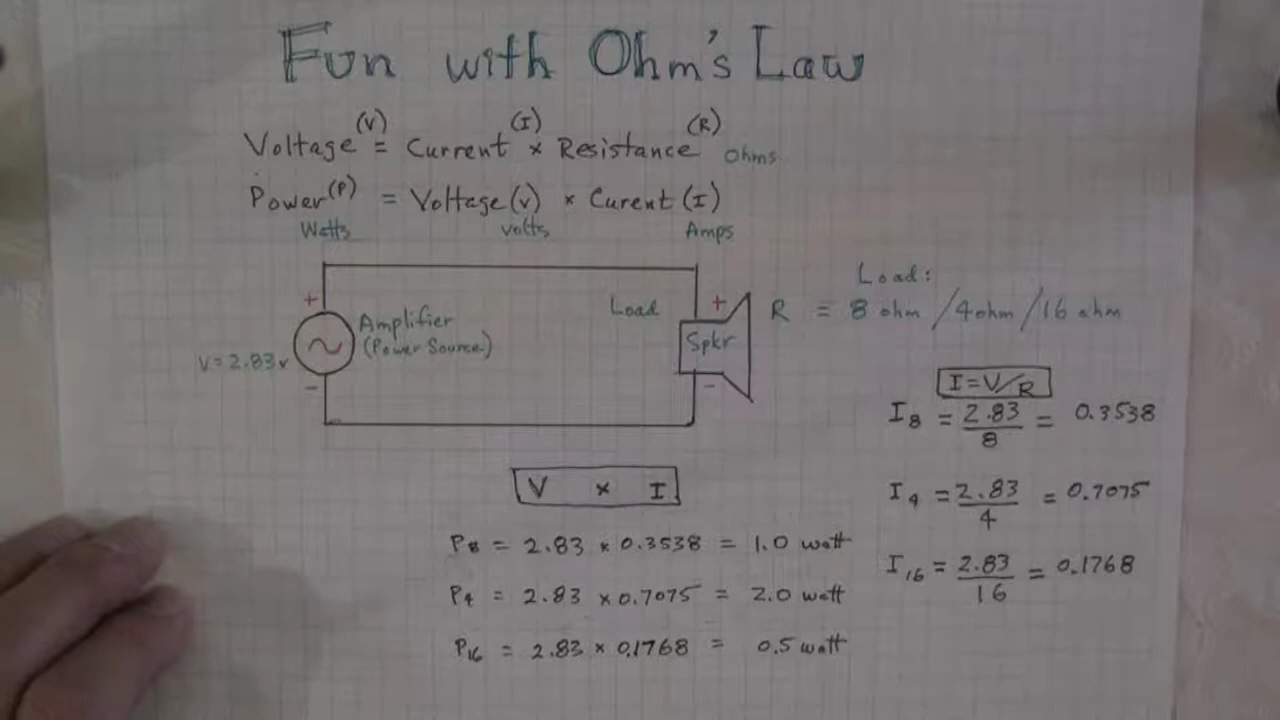 Fun with Ohm's Law
Voltage (V) = Current (I) × Resistance (R) Ohms
Power (P) = Voltage (V) × Curent (I)
Watts Volts Amps
+ Amplifier
(Power Source)
V = 2.83v
−
Load
+
Spkr
−
Load:
R = 8 ohm / 4 ohm / 16 ohm
I = V/R
I8 = 2.83/8 = 0.3538
I4 = 2.83/4 = 0.7075
I16 = 2.83/16 = 0.1768
V × I
P8 = 2.83 × 0.3538 = 1.0 watt
P4 = 2.83 × 0.7075 = 2.0 watt
P16 = 2.83 × 0.1768 = 0.5 watt